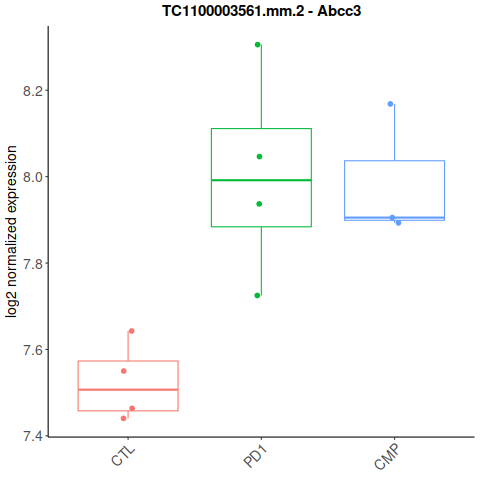 TC1100003561.mm.2 - Abcc3
log2 normalized expression
8.2
8.0
7.8
7.6
7.4
CTL
PD1
CMP